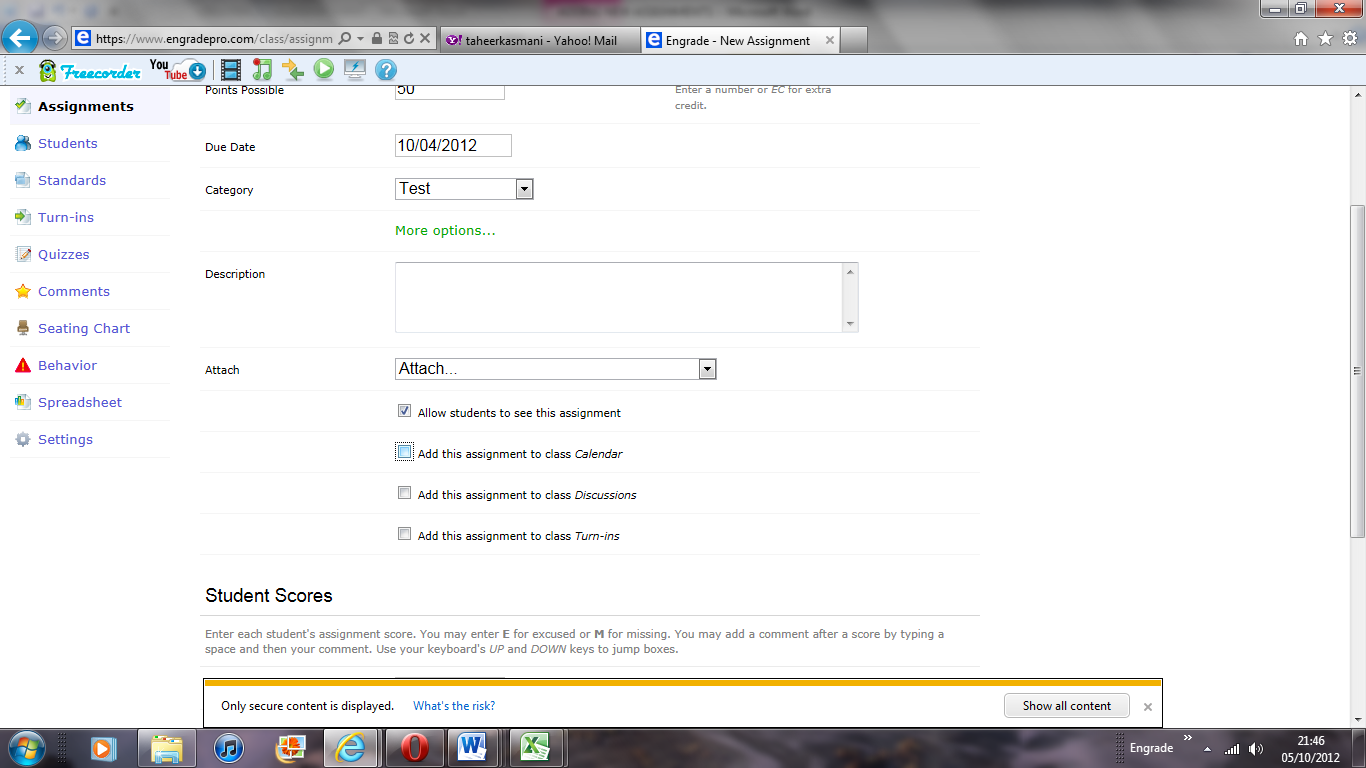 https://www.engradepro.com/class/assignm
taheerkasmani - Yahoo! Mail
Engrade - New Assignment
Freecorder
You
Tube
Assignments
Students
Standards
Turn-ins
Quizzes
Comments
Seating Chart
Behavior
Spreadsheet
Settings
Points Possible
50
Enter a number or EC for extra
credit.
Due Date
10/04/2012
Category
Test
More options...
Description
Attach
Attach...
Allow students to see this assignment
Add this assignment to class Calendar
Add this assignment to class Discussions
Add this assignment to class Turn-ins
Student Scores
Enter each student's assignment score. You may enter E for excused or M for missing. You may add a comment after a score by typing a
space and then your comment. Use your keyboard's UP and DOWN keys to jump boxes.
Only secure content is displayed.
What's the risk?
Show all content
Engrade
21:46
05/10/2012